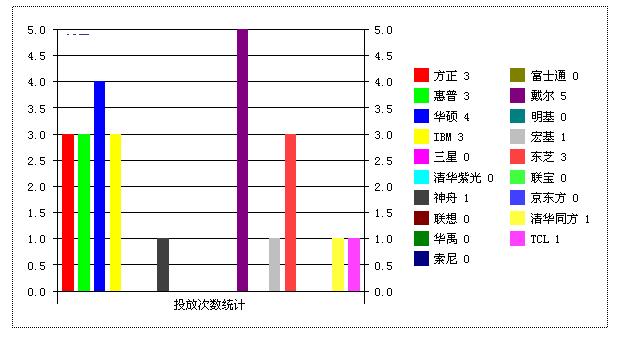 5.0 5.0
4.5 4.5
4.0 4.0
3.5 3.5
3.0 3.0
2.5 2.5
2.0 2.0
1.5 1.5
1.0 1.0
0.5 0.5
0.0 0.0
投放次数统计
方正 3
惠普 3
华硕 4
IBM 3
三星 0
清华紫光 0
神舟 1
联想 0
华禹 0
索尼 0
富士通 0
戴尔 5
明基 0
宏基 1
东芝 3
联宝 0
京东方 0
清华同方 1
TCL 1